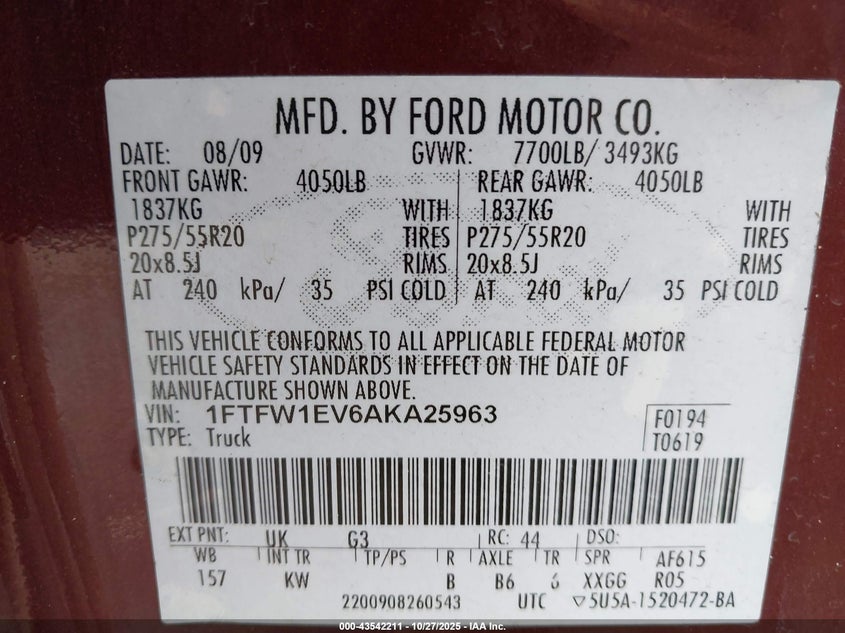 MFD. BY FORD MOTOR CO.
DATE: 08/09 GVWR: 7700LB/ 3493KG
FRONT GAWR: 4050LB REAR GAWR: 4050LB
1837KG WITH 1837KG WITH
P275/55R20 TIRES P275/55R20 TIRES
20x8.5J RIMS 20x8.5J RIMS
AT 240 kPa/ 35 PSI COLD AT 240 kPa/ 35 PSI COLD
THIS VEHICLE CONFORMS TO ALL APPLICABLE FEDERAL MOTOR
VEHICLE SAFETY STANDARDS IN EFFECT ON THE DATE OF
MANUFACTURE SHOWN ABOVE.
VIN: 1FTFW1EV6AKA25963 F0194
TYPE: Truck T0619
EXT PNT: UK G3 RC: 44 DSO:
WB INT TR TP/PS R AXLE TR SPR AF615
157 KW B B6 6 XXGG R05
2200908260543 UTC ▽5U5A-1520472-BA
000-43542211 - 10/27/2025 - IAA Inc.